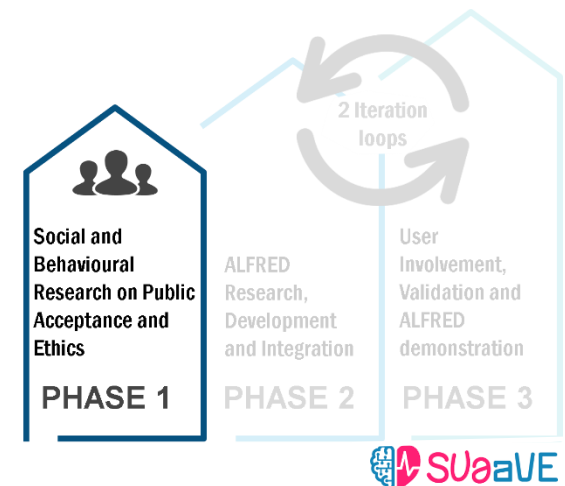 2 Iteration
loops
Social and
Behavioural
Research on Public
Acceptance and
Ethics
PHASE 1
ALFRED
Research,
Development
and Integration
PHASE 2
User
Involvement,
Validation and
ALFRED
demonstration
PHASE 3
SUaaVE